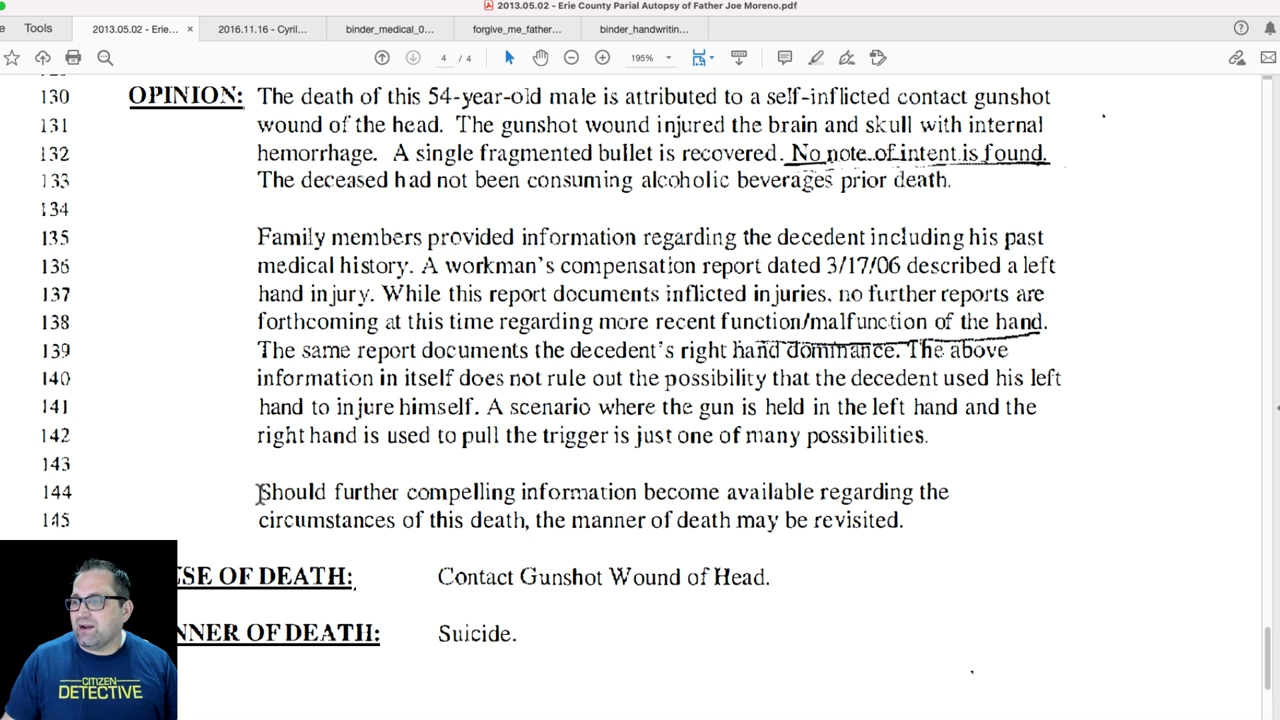 2013.05.02 - Erie County Parial Autopsy of Father Joe Moreno.pdf
Tools
2013.05.02 - Erie...
2016.11.16 - Cyril...
binder_medical_0...
forgive_me_father...
binder_handwritin...
4 / 4
195%
130 OPINION: The death of this 54-year-old male is attributed to a self-inflicted contact gunshot
131 wound of the head. The gunshot wound injured the brain and skull with internal
132 hemorrhage. A single fragmented bullet is recovered. No note of intent is found.
133 The deceased had not been consuming alcoholic beverages prior death.
134
135 Family members provided information regarding the decedent including his past
136 medical history. A workman's compensation report dated 3/17/06 described a left
137 hand injury. While this report documents inflicted injuries, no further reports are
138 forthcoming at this time regarding more recent function/malfunction of the hand.
139 The same report documents the decedent's right hand dominance. The above
140 information in itself does not rule out the possibility that the decedent used his left
141 hand to injure himself. A scenario where the gun is held in the left hand and the
142 right hand is used to pull the trigger is just one of many possibilities.
143
144 Should further compelling information become available regarding the
145 circumstances of this death, the manner of death may be revisited.
SE OF DEATH: Contact Gunshot Wound of Head.
NNER OF DEATH: Suicide.
CITIZEN
DETECTIVE